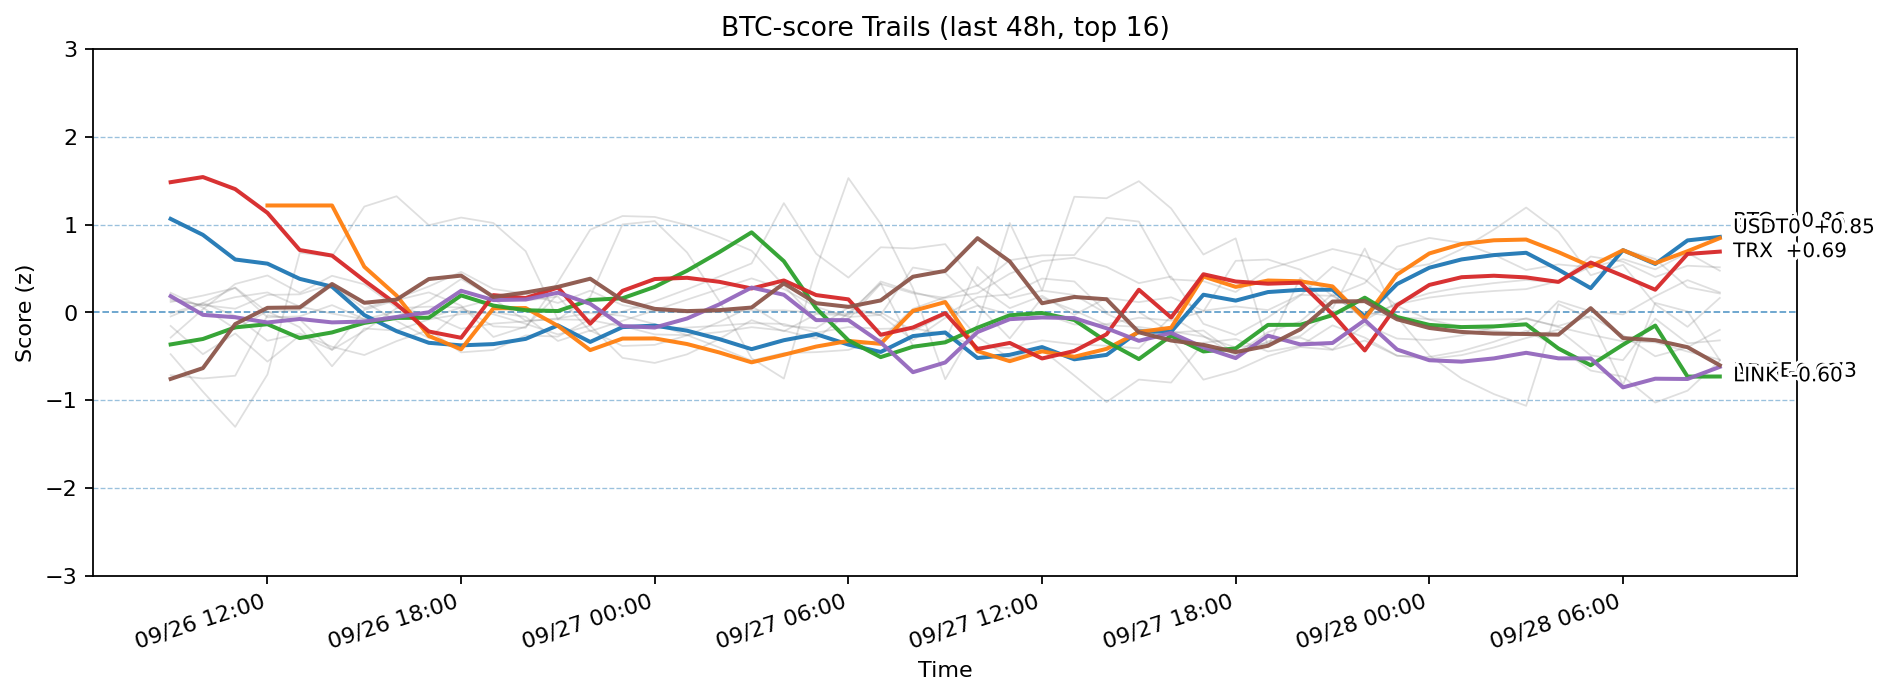 BTC-score Trails (last 48h, top 16)
Score (z)
3
2
1
0
−1
−2
−3
USDT0 +0.85
TRX +0.69
LINK -0.60
09/26 12:00
09/26 18:00
09/27 00:00
09/27 06:00
09/27 12:00
09/27 18:00
09/28 00:00
09/28 06:00
Time